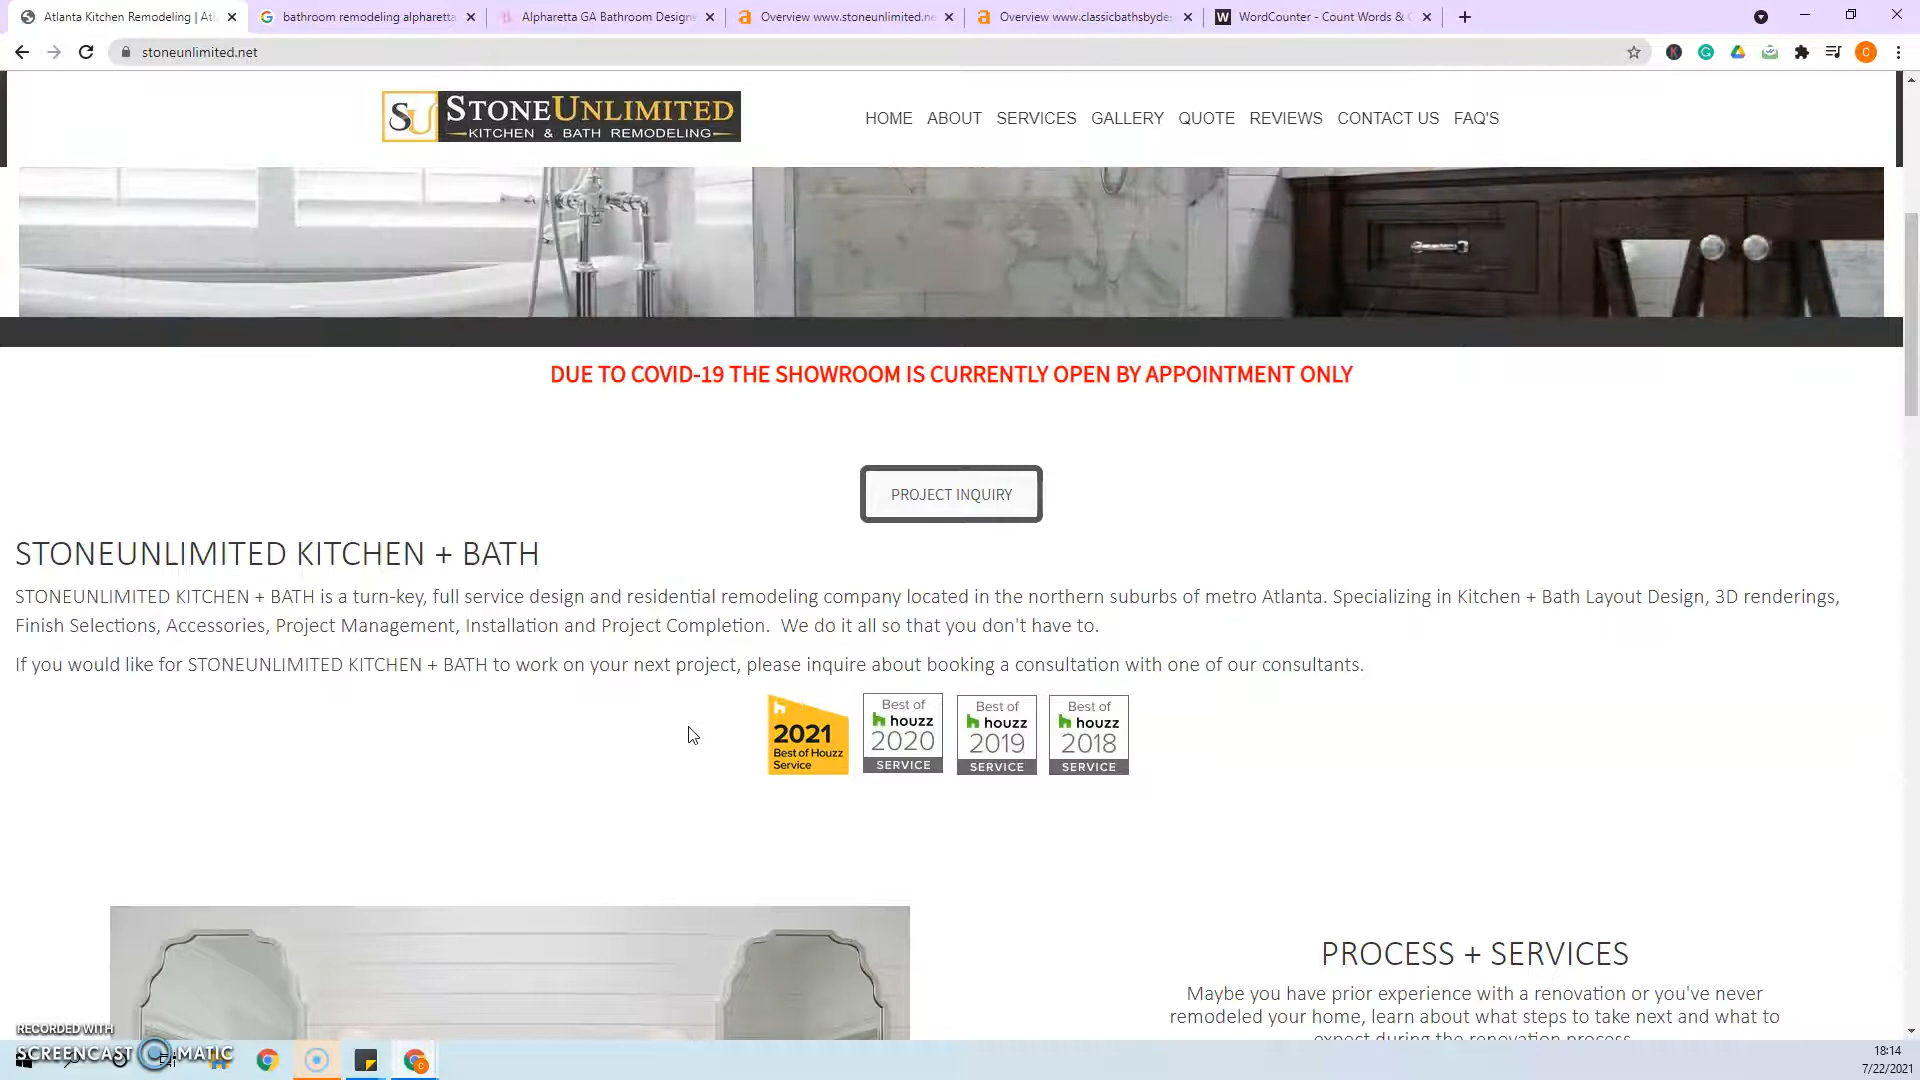 Atlanta Kitchen Remodeling | Atl
bathroom remodeling alpharetta
Alpharetta GA Bathroom Design
Overview www.stoneunlimited.ne
Overview www.classicbathsbydes
WordCounter - Count Words & C
stoneunlimited.net
SU STONEUNLIMITED
KITCHEN & BATH REMODELING
HOME ABOUT SERVICES GALLERY QUOTE REVIEWS CONTACT US FAQ'S
DUE TO COVID-19 THE SHOWROOM IS CURRENTLY OPEN BY APPOINTMENT ONLY
PROJECT INQUIRY
STONEUNLIMITED KITCHEN + BATH
STONEUNLIMITED KITCHEN + BATH is a turn-key, full service design and residential remodeling company located in the northern suburbs of metro Atlanta. Specializing in Kitchen + Bath Layout Design, 3D renderings,
Finish Selections, Accessories, Project Management, Installation and Project Completion. We do it all so that you don't have to.
If you would like for STONEUNLIMITED KITCHEN + BATH to work on your next project, please inquire about booking a consultation with one of our consultants.
2021
Best of Houzz
Service
Best of
houzz
2020
SERVICE
Best of
houzz
2019
SERVICE
Best of
houzz
2018
SERVICE
PROCESS + SERVICES
Maybe you have prior experience with a renovation or you've never
remodeled your home, learn about what steps to take next and what to
expect during the renovation process.
RECORDED WITH
SCREENCAST MATIC
18:14
7/22/2021